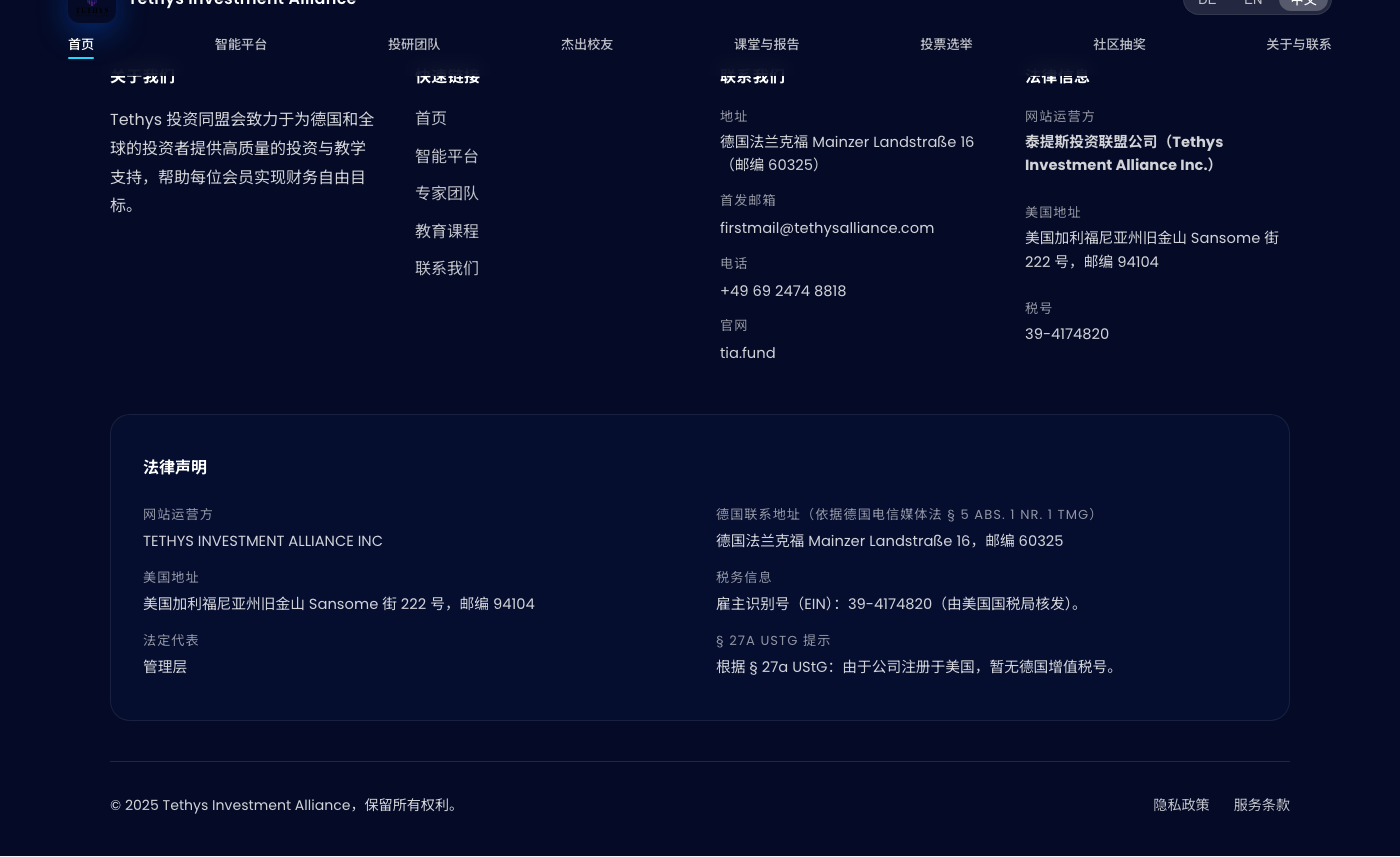 TETHYS
Tethys Investment Alliance
DE EN 中文
首页 智能平台 投研团队 杰出校友 课堂与报告 投票选举 社区抽奖 关于与联系
关于我们
Tethys 投资同盟会致力于为德国和全
球的投资者提供高质量的投资与教学
支持，帮助每位会员实现财务自由目
标。
快速链接
首页
智能平台
专家团队
教育课程
联系我们
联系我们
地址
德国法兰克福 Mainzer Landstraße 16
（邮编 60325）
首发邮箱
firstmail@tethysalliance.com
电话
+49 69 2474 8818
官网
tia.fund
法律信息
网站运营方
泰提斯投资联盟公司（Tethys
Investment Alliance Inc.）
美国地址
美国加利福尼亚州旧金山 Sansome 街
222 号，邮编 94104
税号
39-4174820
法律声明
网站运营方
TETHYS INVESTMENT ALLIANCE INC
美国地址
美国加利福尼亚州旧金山 Sansome 街 222 号，邮编 94104
法定代表
管理层
德国联系地址（依据德国电信媒体法 § 5 ABS. 1 NR. 1 TMG）
德国法兰克福 Mainzer Landstraße 16，邮编 60325
税务信息
雇主识别号（EIN）：39-4174820（由美国国税局核发）。
§ 27A USTG 提示
根据 § 27a UStG：由于公司注册于美国，暂无德国增值税号。
© 2025 Tethys Investment Alliance，保留所有权利。
隐私政策 服务条款